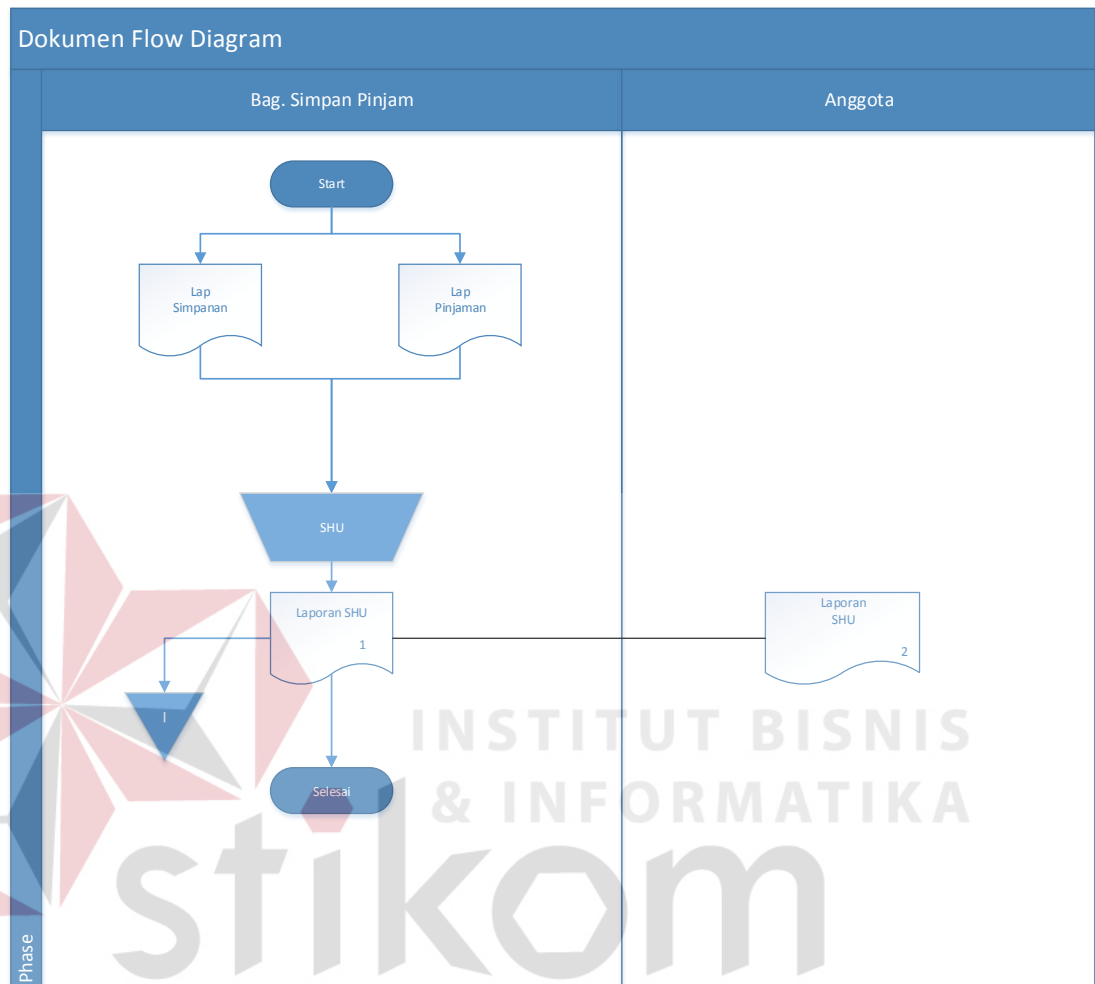 Dokumen Flow Diagram
Bag. Simpan Pinjam
Anggota
Start
Lap
Simpanan
Lap
Pinjaman
SHU
Laporan SHU
1
Laporan
SHU
2
I
Selesai
INSTITUT BISNIS
& INFORMATIKA
stikom
Phase